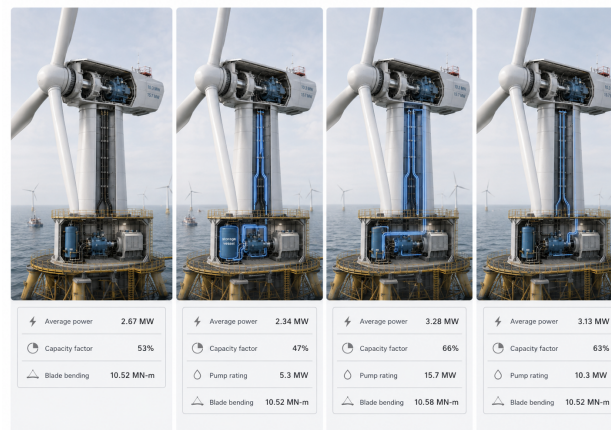 storage
Average power 2.67 MW
Capacity factor 53%
Blade bending 10.52 MN-m
Average power 2.34 MW
Capacity factor 47%
Pump rating 5.3 MW
Blade bending 10.52 MN-m
Average power 3.28 MW
Capacity factor 66%
Pump rating 15.7 MW
Blade bending 10.58 MN-m
Average power 3.13 MW
Capacity factor 63%
Pump rating 10.3 MW
Blade bending 10.52 MN-m